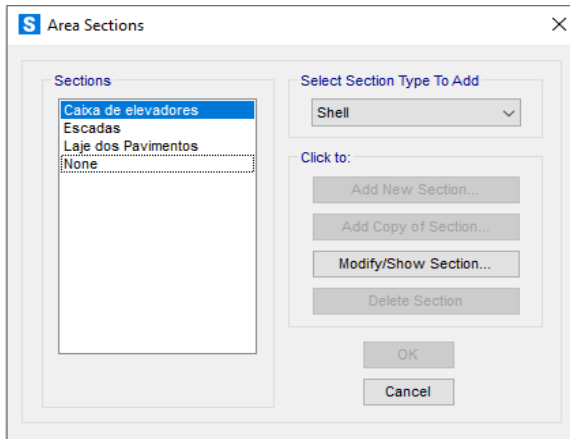 S Area Sections
Sections
Caixa de elevadores
Escadas
Laje dos Pavimentos
None
Select Section Type To Add
Shell
Click to:
Add New Section...
Add Copy of Section...
Modify/Show Section...
Delete Section
OK
Cancel